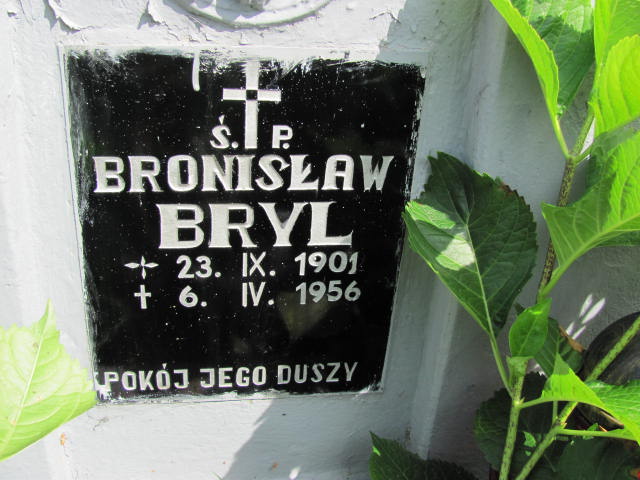 Ś. P.
BRONISŁAW
BRYL
23. IX. 1901
6. IV. 1956
POKÓJ JEGO DUSZY